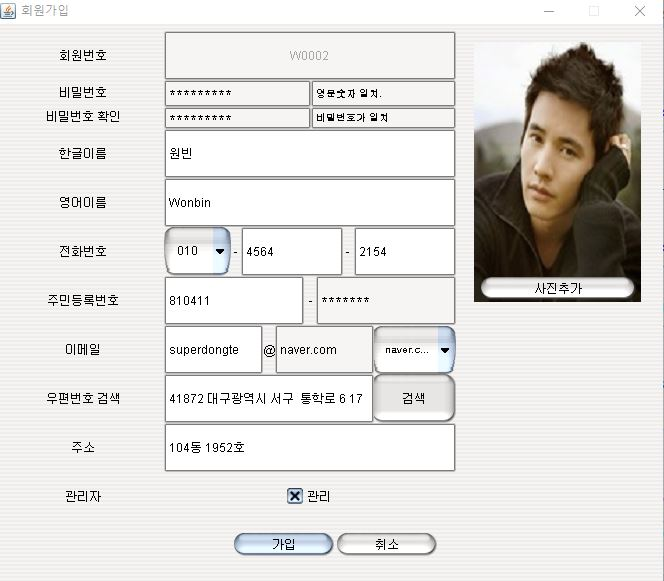 회원가입
회원번호 W0002
비밀번호 ********* 영문숫자 일치.
비밀번호 확인 ********* 비밀번호가 일치
한글이름 원빈
영어이름 Wonbin
전화번호 010 - 4564 - 2154
주민등록번호 810411 - *******
이메일 superdongte @ naver.com naver.c...
우편번호 검색 41872 대구광역시 서구 통학로 6 17 검색
주소 104동 1952호
관리자 관리
사진추가
가입 취소